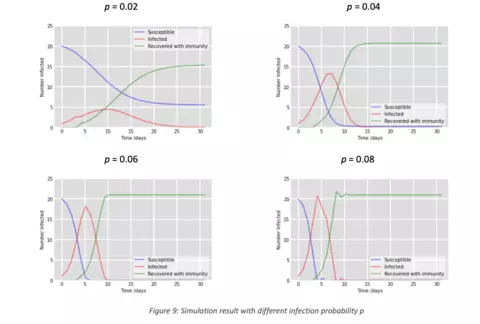 p = 0.02
p = 0.04
Number Infected
25
20
15
10
5
0
0 5 10 15 20 25 30
Time /days
Susceptible
Infected
Recovered with immunity
Number Infected
25
20
15
10
5
0
0 5 10 15 20 25 30
Time /days
Susceptible
Infected
Recovered with immunity
p = 0.06
p = 0.08
Number Infected
25
20
15
10
5
0
0 5 10 15 20 25 30
Time /days
Susceptible
Infected
Recovered with immunity
Number Infected
25
20
15
10
5
0
0 5 10 15 20 25 30
Time /days
Susceptible
Infected
Recovered with immunity
Figure 9: Simulation result with different infection probability p